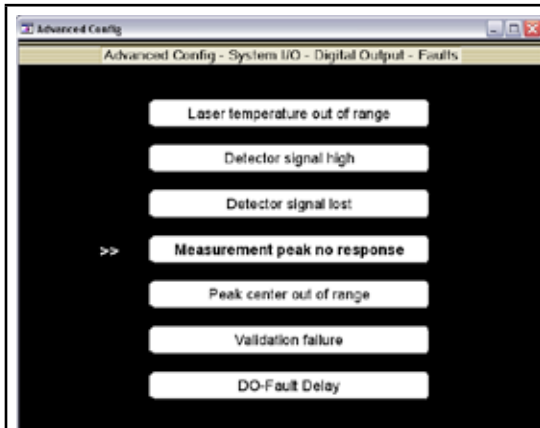 Advanced Config
Advanced Config - System I/O - Digital Output - Faults
Laser temperature out of range
Detector signal high
Detector signal lost
>> Measurement peak no response
Peak center out of range
Validation failure
DO-Fault Delay